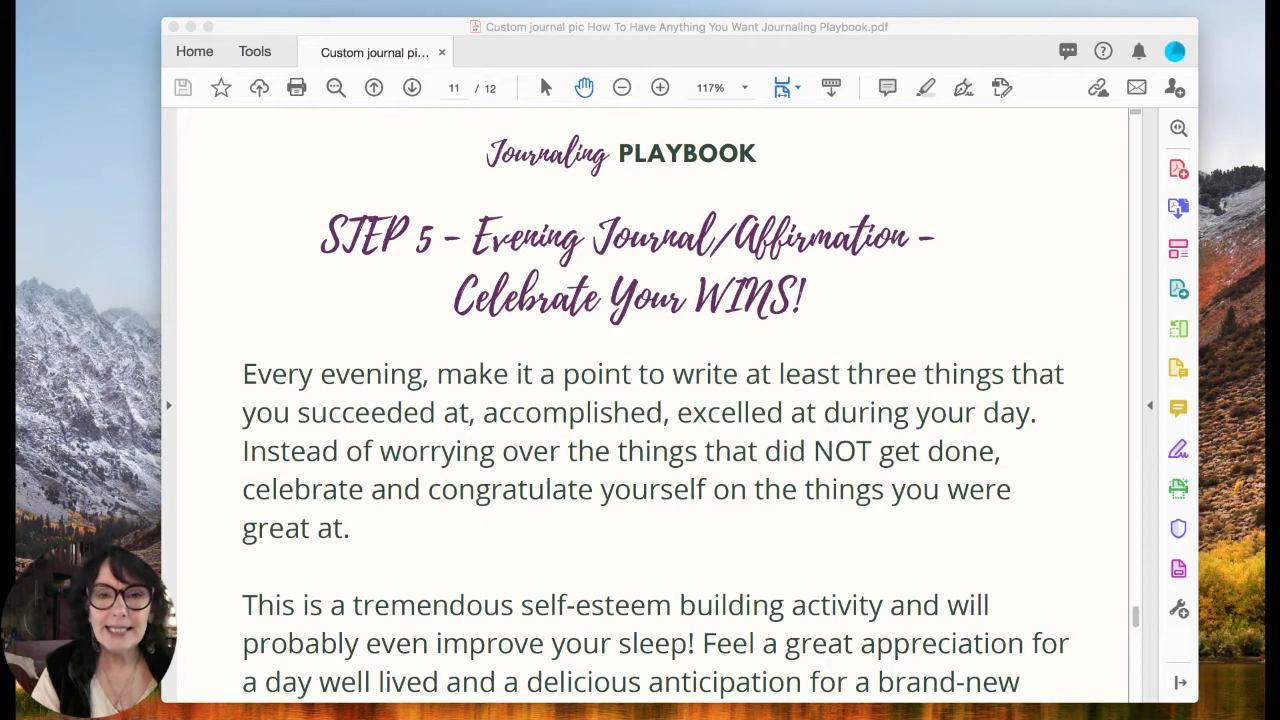 Custom journal pic How To Have Anything You Want Journaling Playbook.pdf
Home Tools Custom journal pi... ×
11 / 12 117%
Journaling PLAYBOOK
STEP 5 - Evening Journal/Affirmation -
Celebrate Your WINS!
Every evening, make it a point to write at least three things that
you succeeded at, accomplished, excelled at during your day.
Instead of worrying over the things that did NOT get done,
celebrate and congratulate yourself on the things you were
great at.
This is a tremendous self-esteem building activity and will
probably even improve your sleep! Feel a great appreciation for
a day well lived and a delicious anticipation for a brand-new